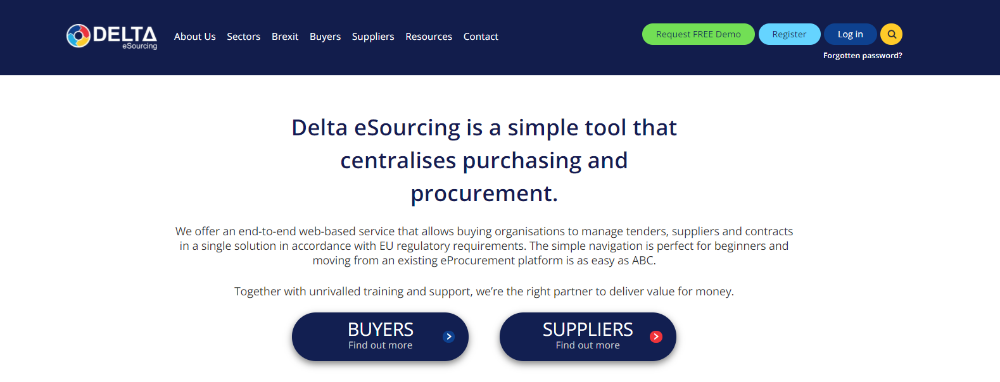 DELTA
eSourcing
About Us Sectors Brexit Buyers Suppliers Resources Contact
Request FREE Demo Register Log in
Forgotten password?
Delta eSourcing is a simple tool that
centralises purchasing and
procurement.
We offer an end-to-end web-based service that allows buying organisations to manage tenders, suppliers and contracts
in a single solution in accordance with EU regulatory requirements. The simple navigation is perfect for beginners and
moving from an existing eProcurement platform is as easy as ABC.
Together with unrivalled training and support, we’re the right partner to deliver value for money.
BUYERS
Find out more
SUPPLIERS
Find out more